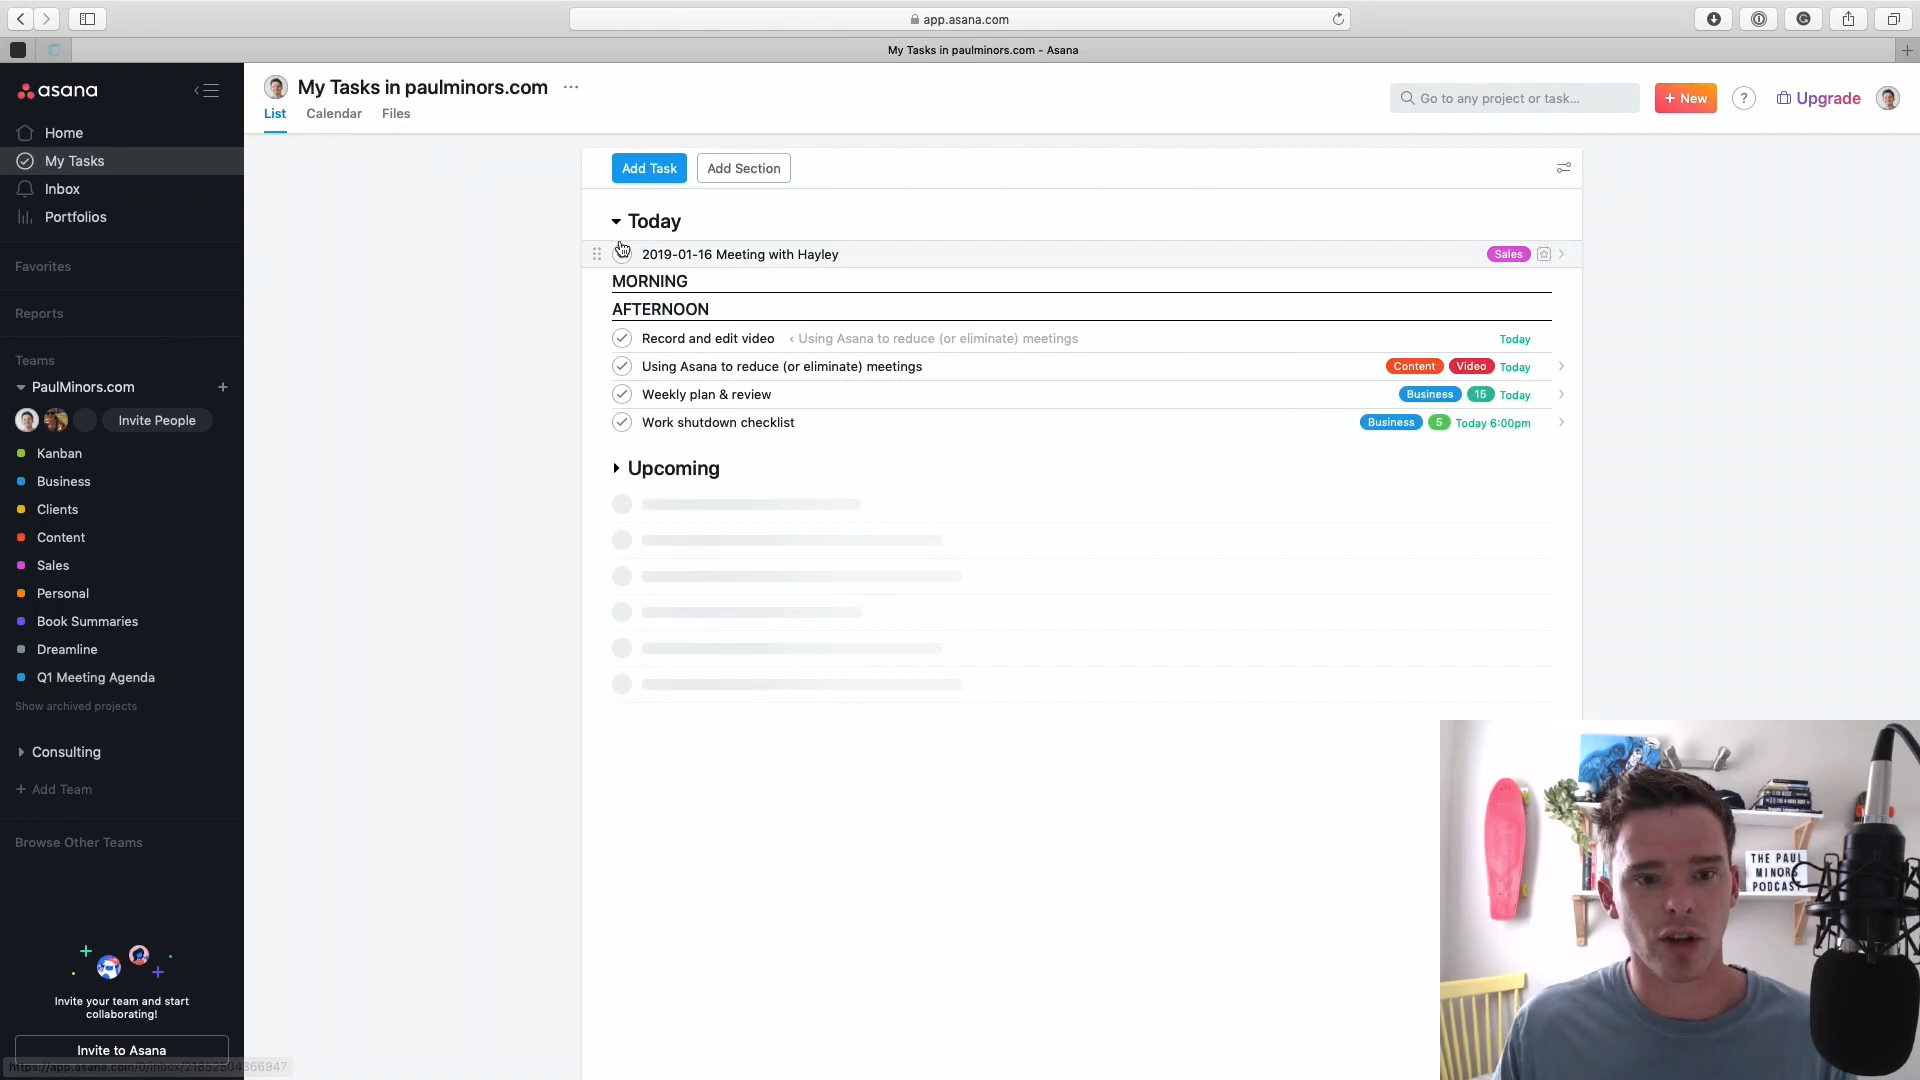 app.asana.com
My Tasks in paulminors.com - Asana
asana
My Tasks in paulminors.com
List
Calendar
Files
Go to any project or task...
+ New
?
Upgrade
Home
My Tasks
Inbox
Portfolios
Favorites
Reports
Teams
PaulMinors.com
Invite People
Kanban
Business
Clients
Content
Sales
Personal
Book Summaries
Dreamline
Q1 Meeting Agenda
Show archived projects
Consulting
+ Add Team
Browse Other Teams
Invite your team and start
collaborating!
Invite to Asana
Add Task
Add Section
Today
2019-01-16 Meeting with Hayley
Sales
MORNING
AFTERNOON
Record and edit video ‹ Using Asana to reduce (or eliminate) meetings
Today
Using Asana to reduce (or eliminate) meetings
Content Video Today
Weekly plan & review
Business 15 Today
Work shutdown checklist
Business 5 Today 6:00pm
Upcoming
THE PAUL
MINORS
PODCAST